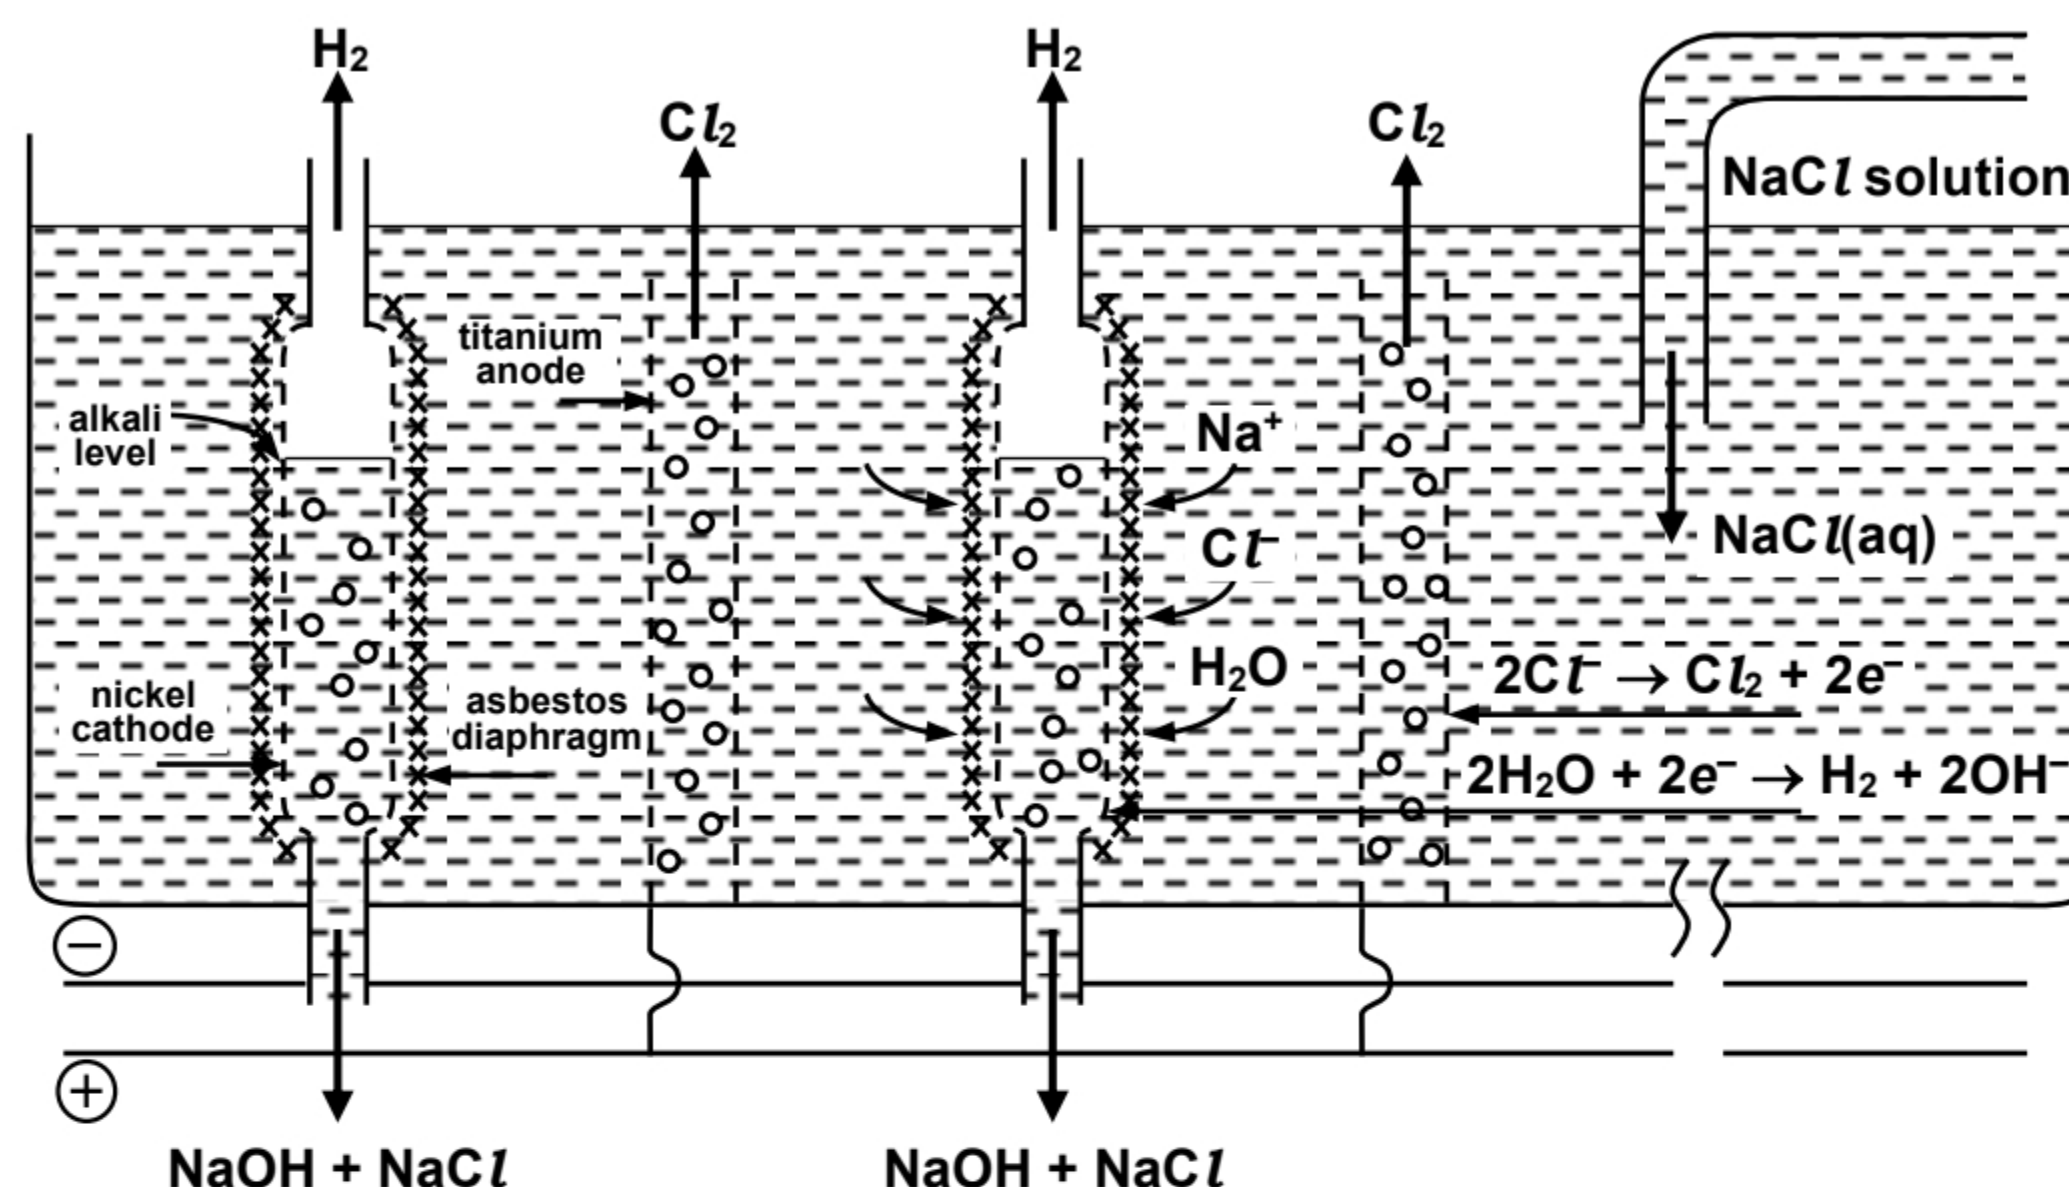 H₂
H₂
Cl₂
Cl₂
NaCl solution
titanium
anode
alkali
level
Na⁺
Cl⁻
NaCl(aq)
H₂O
2Cl⁻ → Cl₂ + 2e⁻
nickel
cathode
asbestos
diaphragm
2H₂O + 2e⁻ → H₂ + 2OH⁻
−
+
NaOH + NaCl
NaOH + NaCl